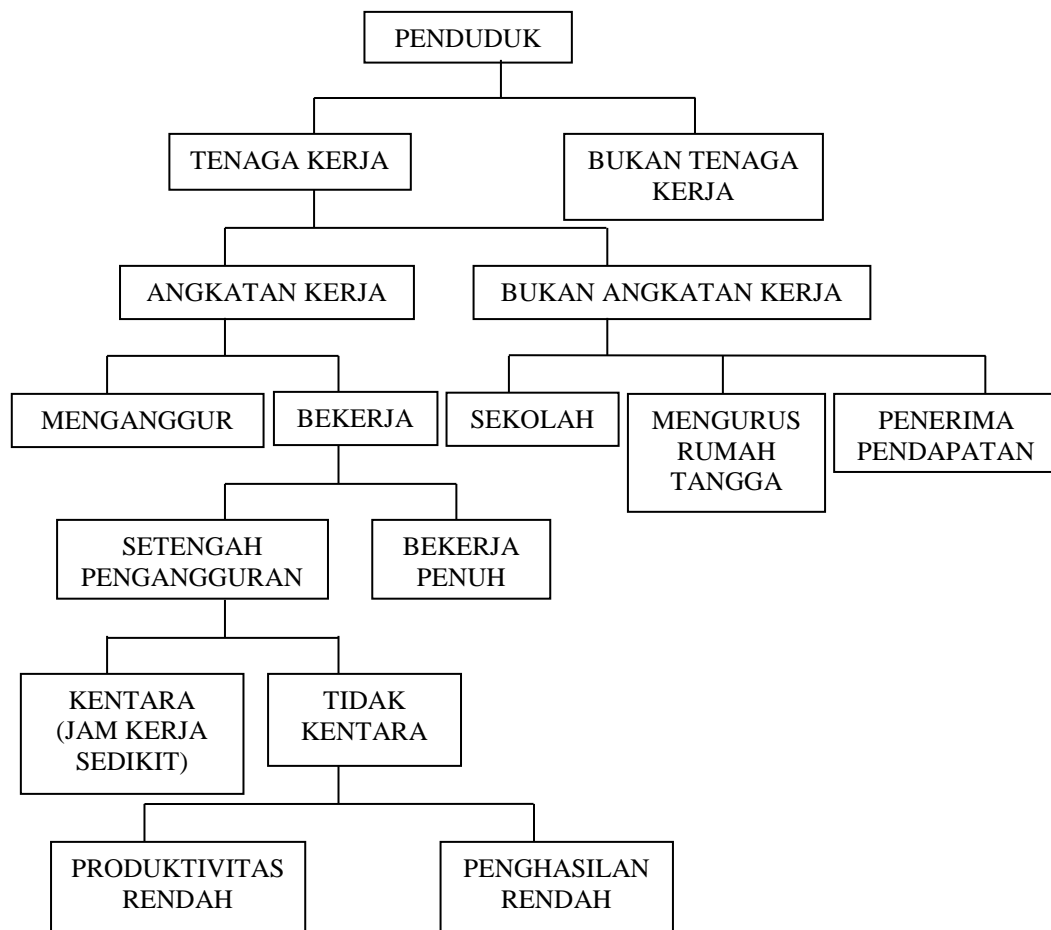 PENDUDUK
TENAGA KERJA
BUKAN TENAGA
KERJA
ANGKATAN KERJA
BUKAN ANGKATAN KERJA
MENGANGGUR
BEKERJA
SEKOLAH
MENGURUS
RUMAH
TANGGA
PENERIMA
PENDAPATAN
SETENGAH
PENGANGGURAN
BEKERJA
PENUH
KENTARA
(JAM KERJA
SEDIKIT)
TIDAK
KENTARA
PRODUKTIVITAS
RENDAH
PENGHASILAN
RENDAH